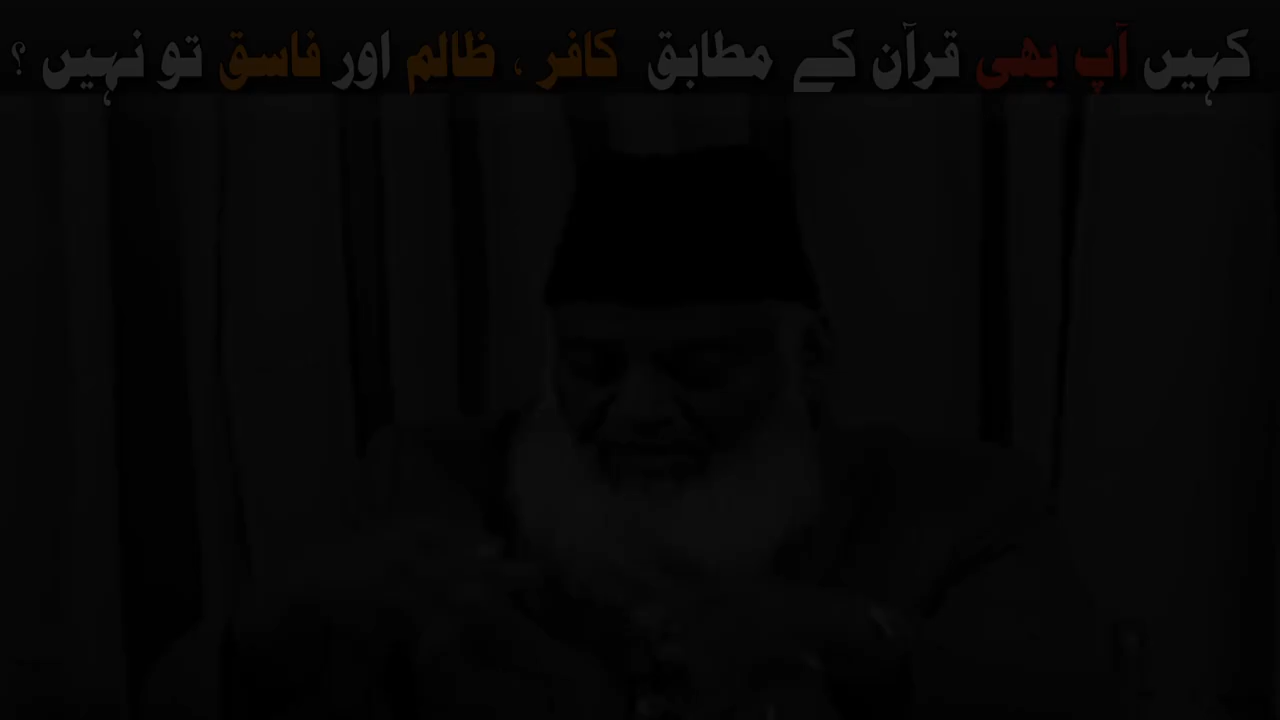 کہیں آپ بھی قرآن کے مطابق کافر ، ظالم اور فاسق تو نہیں ؟